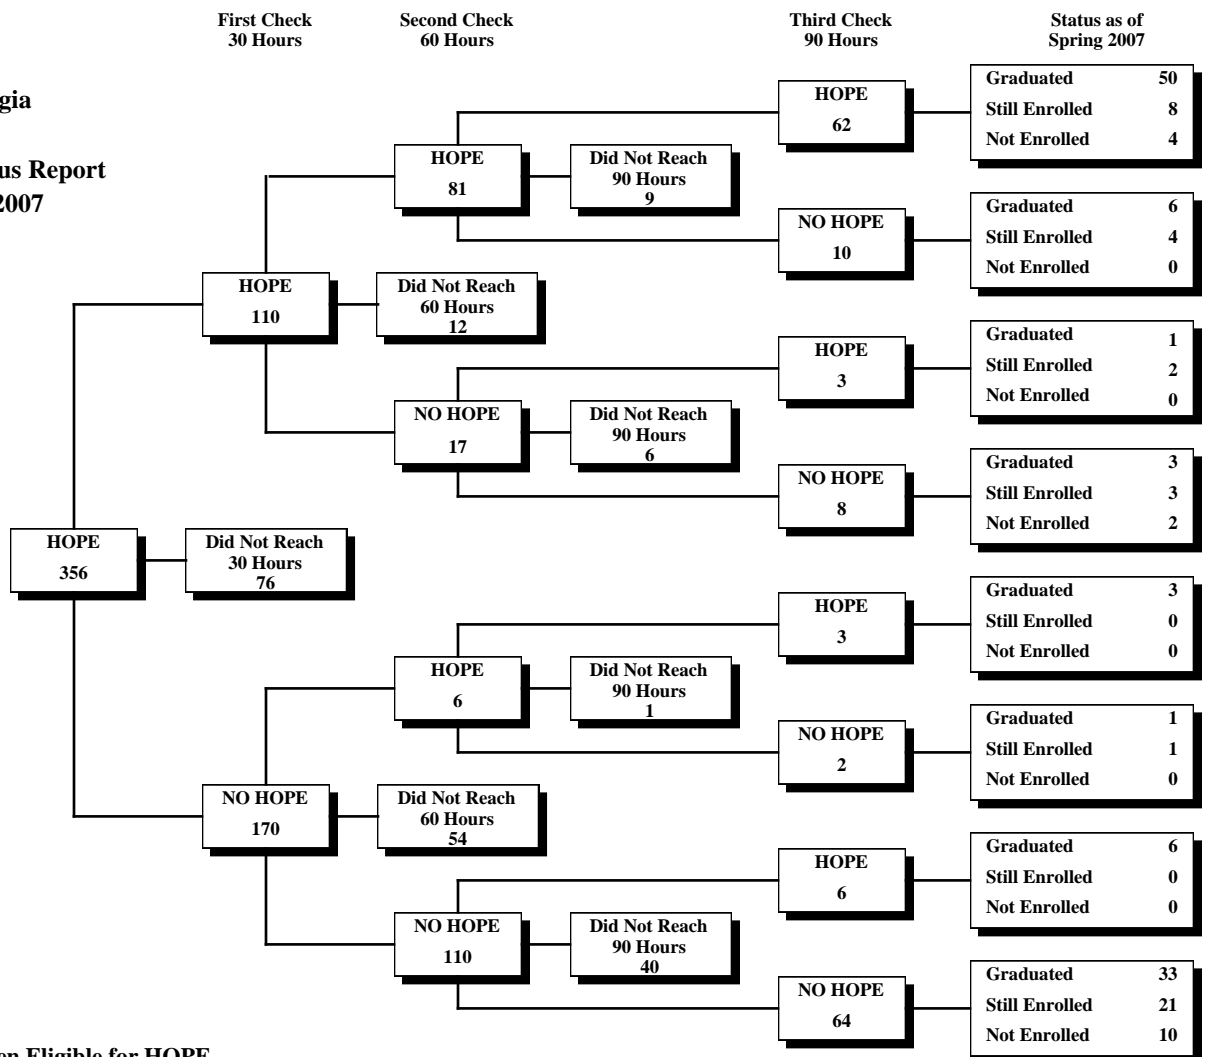 First Check
30 Hours
Second Check
60 Hours
Third Check
90 Hours
Status as of
Spring 2007
gia
us Report
2007
HOPE
62
Graduated 50
Still Enrolled 8
Not Enrolled 4
HOPE
81
Did Not Reach
90 Hours
9
NO HOPE
10
Graduated 6
Still Enrolled 4
Not Enrolled 0
HOPE
110
Did Not Reach
60 Hours
12
HOPE
3
Graduated 1
Still Enrolled 2
Not Enrolled 0
NO HOPE
17
Did Not Reach
90 Hours
6
NO HOPE
8
Graduated 3
Still Enrolled 3
Not Enrolled 2
HOPE
356
Did Not Reach
30 Hours
76
HOPE
3
Graduated 3
Still Enrolled 0
Not Enrolled 0
HOPE
6
Did Not Reach
90 Hours
1
NO HOPE
2
Graduated 1
Still Enrolled 1
Not Enrolled 0
NO HOPE
170
Did Not Reach
60 Hours
54
HOPE
6
Graduated 6
Still Enrolled 0
Not Enrolled 0
NO HOPE
110
Did Not Reach
90 Hours
40
NO HOPE
64
Graduated 33
Still Enrolled 21
Not Enrolled 10
en Eligible for HOPE